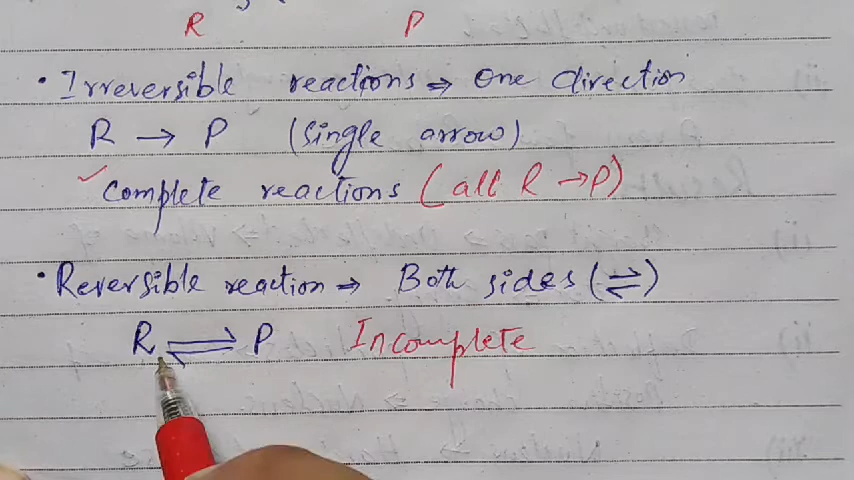 R P
• Irreversible reactions ⇒ One direction
R → P (Single arrow)
✓ Complete reactions (all R → P)
• Reversible reaction → Both sides (⇌)
R ⇌ P Incomplete